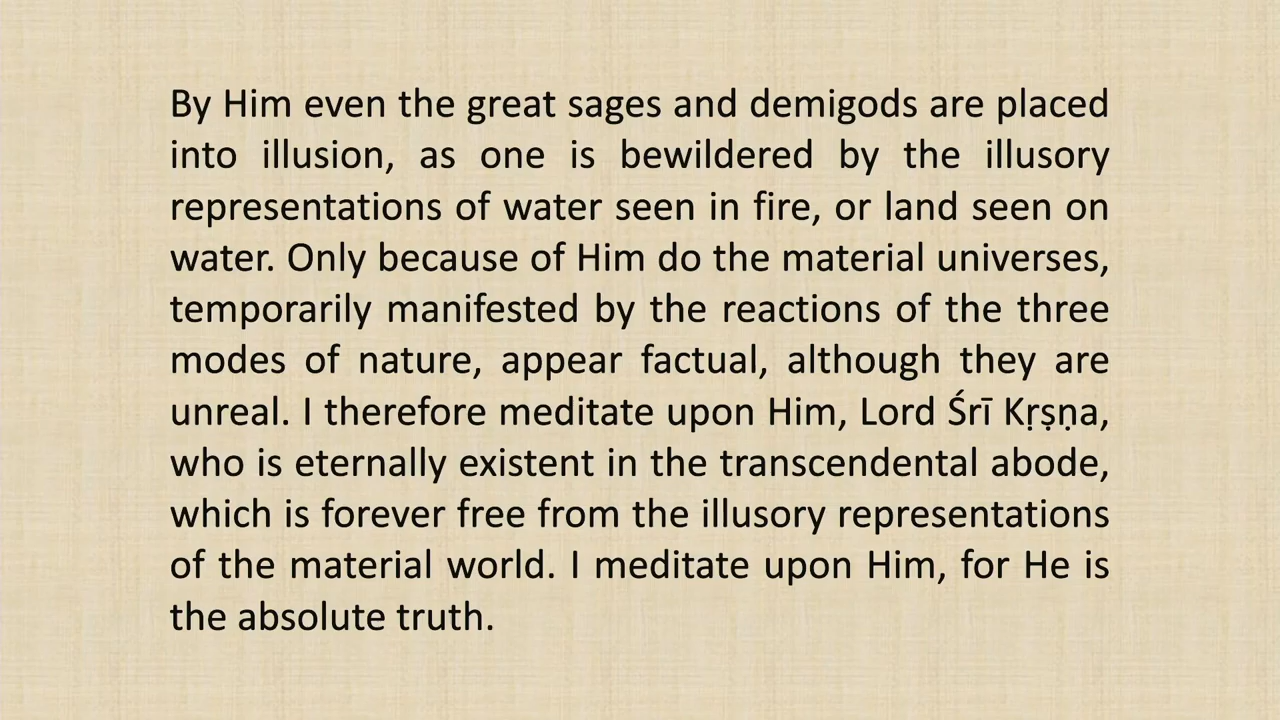 By Him even the great sages and demigods are placed
into illusion, as one is bewildered by the illusory
representations of water seen in fire, or land seen on
water. Only because of Him do the material universes,
temporarily manifested by the reactions of the three
modes of nature, appear factual, although they are
unreal. I therefore meditate upon Him, Lord Śrī Kṛṣṇa,
who is eternally existent in the transcendental abode,
which is forever free from the illusory representations
of the material world. I meditate upon Him, for He is
the absolute truth.